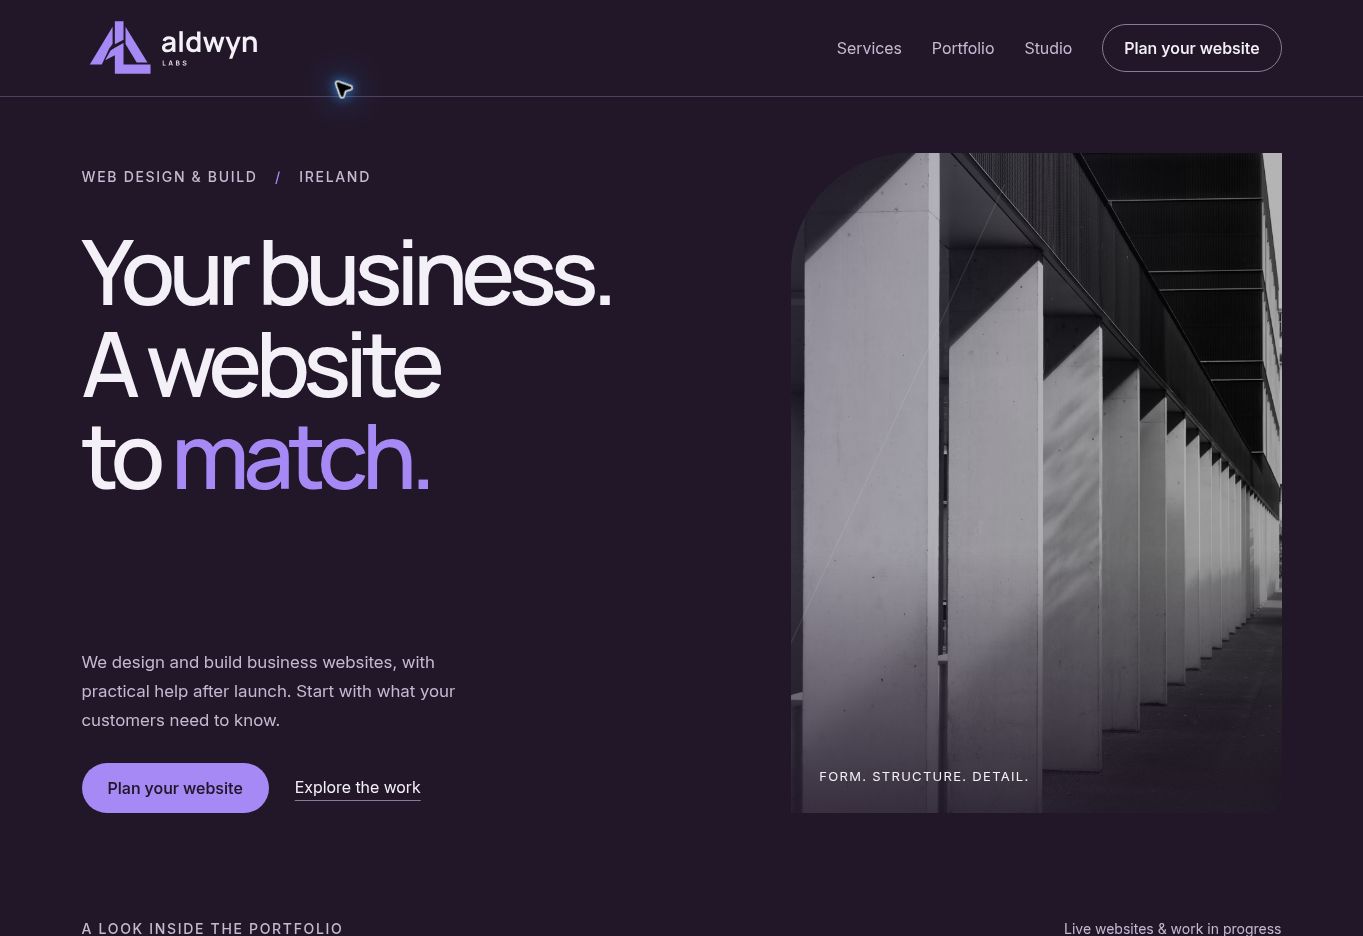 aldwyn
LABS
Services
Portfolio
Studio
Plan your website
WEB DESIGN & BUILD / IRELAND
Your business.
A website
to match.
We design and build business websites, with
practical help after launch. Start with what your
customers need to know.
Plan your website
Explore the work
FORM. STRUCTURE. DETAIL.
A LOOK INSIDE THE PORTFOLIO
Live websites & work in progress